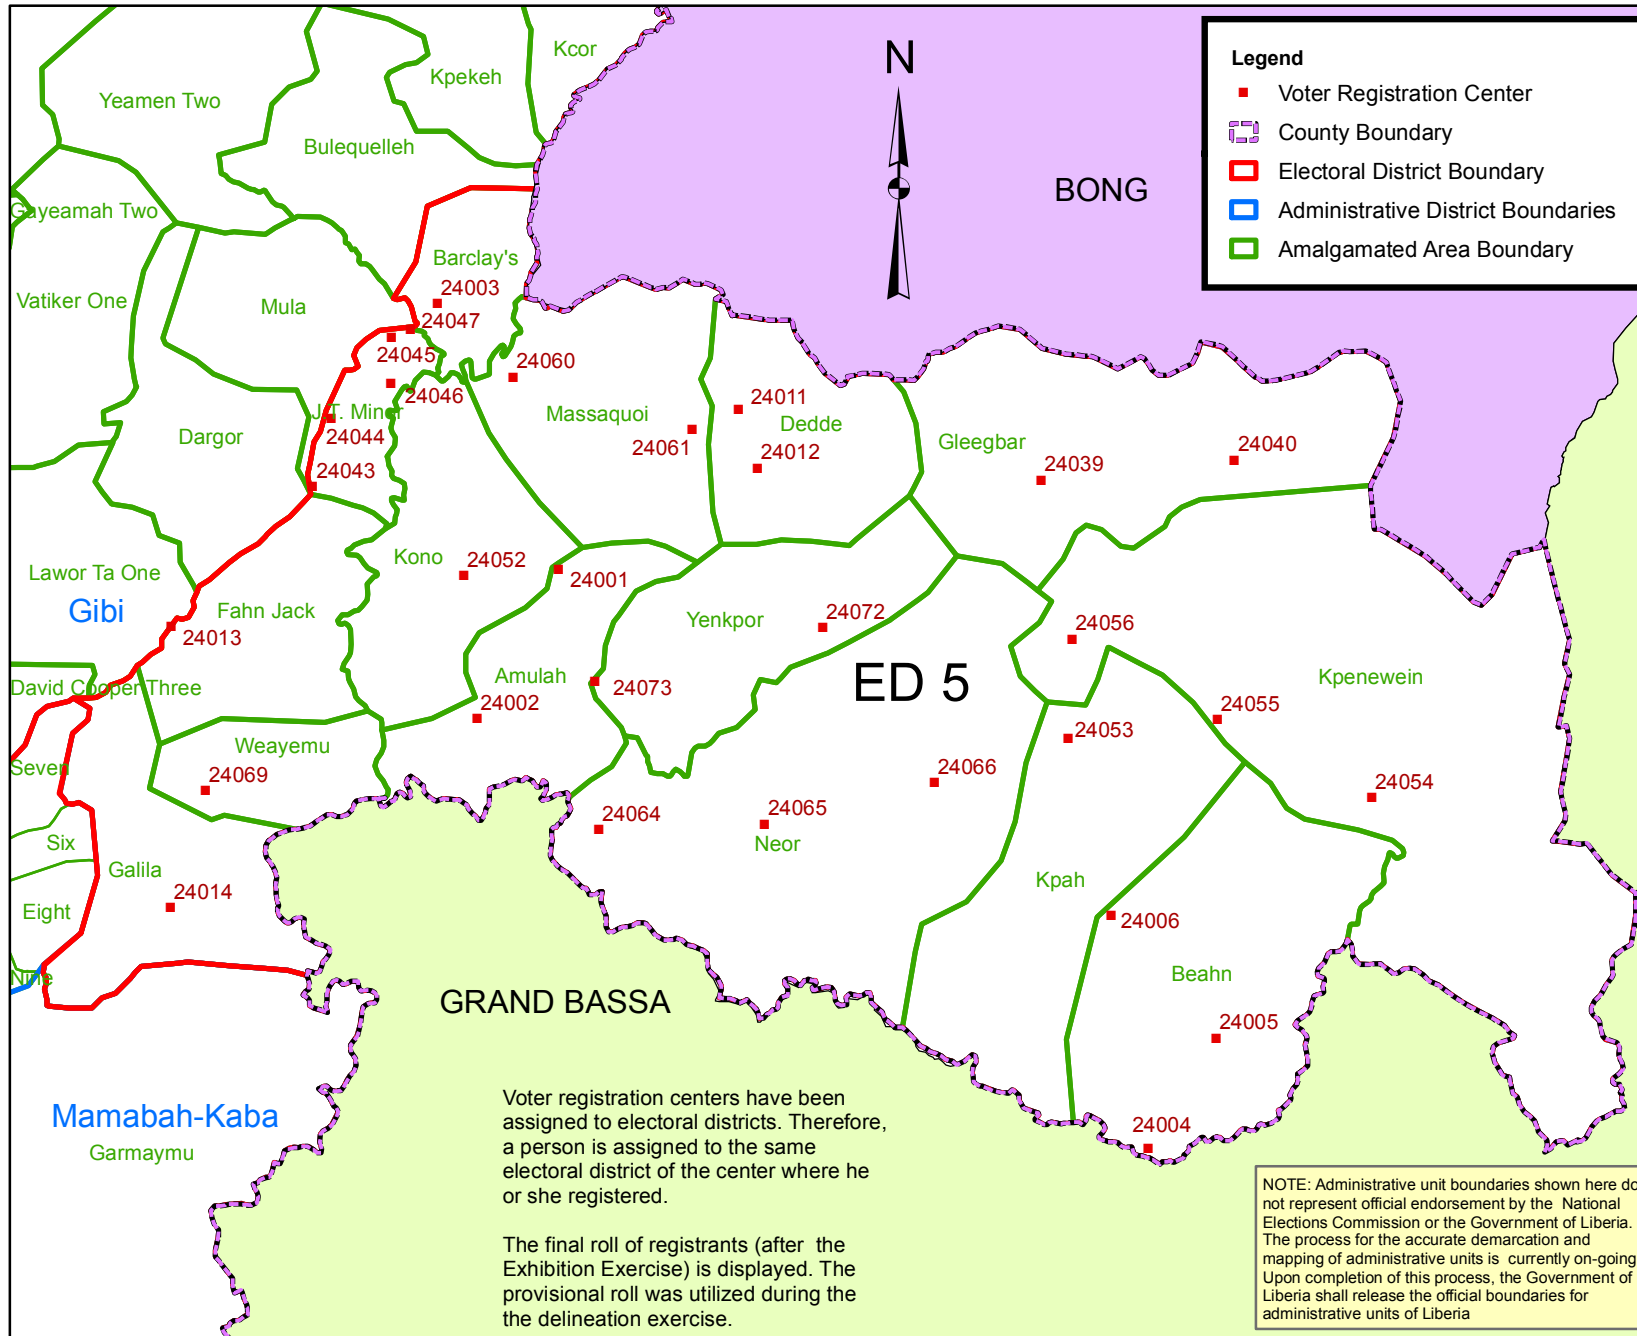 Kcor
Kpekeh
Yeamen Two
Bulequelleh
N
Legend
Voter Registration Center
County Boundary
Electoral District Boundary
Administrative District Boundaries
Amalgamated Area Boundary
BONG
Gayeamah Two
Barclay's
24003
Vatiker One
Mula
24047
24045
24060
24046
24011
J.T. Miner
Massaquoi
Dedde
24044
24061
24012
Dargor
Gleegbar
24040
24039
24043
Kono
24052
24001
Lawor Ta One
Gibi
Fahn Jack
24013
Yenkpor
24072
24056
Amulah
24073
ED 5
Kpenewein
David Cooper Three
24002
24055
24053
Weayemu
Seven
24069
24066
24054
24064
24065
Six
Neor
Galila
Kpah
24014
Eight
24006
Nine
Beahn
GRAND BASSA
24005
Mamabah-Kaba
Garmaymu
24004
Voter registration centers have been
assigned to electoral districts. Therefore,
a person is assigned to the same
electoral district of the center where he
or she registered.
The final roll of registrants (after the
Exhibition Exercise) is displayed. The
provisional roll was utilized during the
the delineation exercise.
NOTE: Administrative unit boundaries shown here do
not represent official endorsement by the National
Elections Commission or the Government of Liberia.
The process for the accurate demarcation and
mapping of administrative units is currently on-going
Upon completion of this process, the Government of
Liberia shall release the official boundaries for
administrative units of Liberia